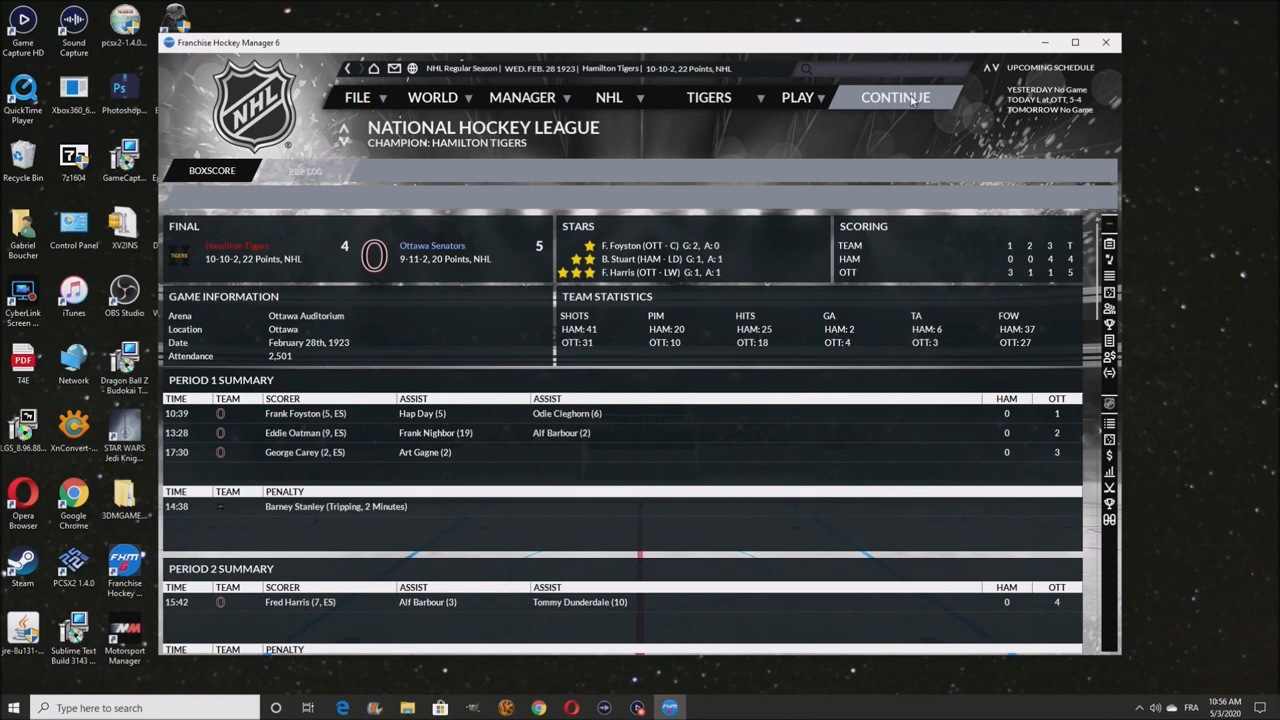 Game Capture HD
Sound Capture
pcsx2-1.4.0...
QuickTime Player
Xbox360_6...
Photoshop...
Recycle Bin
7z1604
GameCapt...
Gabriel Boucher
Control Panel
XV2INS
CyberLink Screen ...
iTunes
OBS Studio
T4E
Network
Dragon Ball Z - Budokai T...
LGS_8.96.88...
XnConvert-...
STAR WARS Jedi Knig...
Opera Browser
Google Chrome
3DMGAME...
Steam
PCSX2 1.4.0
Franchise Hockey ...
jre-8u131-...
Sublime Text Build 3143 ...
Motorsport Manager
Franchise Hockey Manager 6
NHL Regular Season | WED. FEB. 28 1923 | Hamilton Tigers | 10-10-2, 22 Points, NHL
UPCOMING SCHEDULE
YESTERDAY No Game
TODAY L at OTT, 5-4
TOMORROW No Game
FILE WORLD MANAGER NHL TIGERS PLAY CONTINUE
NHL
NATIONAL HOCKEY LEAGUE
CHAMPION: HAMILTON TIGERS
BOXSCORE PBP LOG
FINAL
TIGERS Hamilton Tigers 4 Ottawa Senators 5
10-10-2, 22 Points, NHL 9-11-2, 20 Points, NHL
STARS
F. Foyston (OTT - C) G: 2, A: 0
B. Stuart (HAM - LD) G: 1, A: 1
F. Harris (OTT - LW) G: 1, A: 1
SCORING
TEAM 1 2 3 T
HAM 0 0 4 4
OTT 3 1 1 5
GAME INFORMATION
Arena Ottawa Auditorium
Location Ottawa
Date February 28th, 1923
Attendance 2,501
TEAM STATISTICS
SHOTS PIM HITS GA TA FOW
HAM: 41 HAM: 20 HAM: 25 HAM: 2 HAM: 6 HAM: 37
OTT: 31 OTT: 10 OTT: 18 OTT: 4 OTT: 3 OTT: 27
PERIOD 1 SUMMARY
TIME TEAM SCORER ASSIST ASSIST HAM OTT
10:39 Frank Foyston (5, ES) Hap Day (5) Odie Cleghorn (6) 0 1
13:28 Eddie Oatman (9, ES) Frank Nighbor (19) Alf Barbour (2) 0 2
17:30 George Carey (2, ES) Art Gagne (2) 0 3
TIME TEAM PENALTY
14:38 Barney Stanley (Tripping, 2 Minutes)
PERIOD 2 SUMMARY
TIME TEAM SCORER ASSIST ASSIST HAM OTT
15:42 Fred Harris (7, ES) Alf Barbour (3) Tommy Dunderdale (10) 0 4
TIME TEAM PENALTY
Type here to search
FRA
10:56 AM
5/3/2020